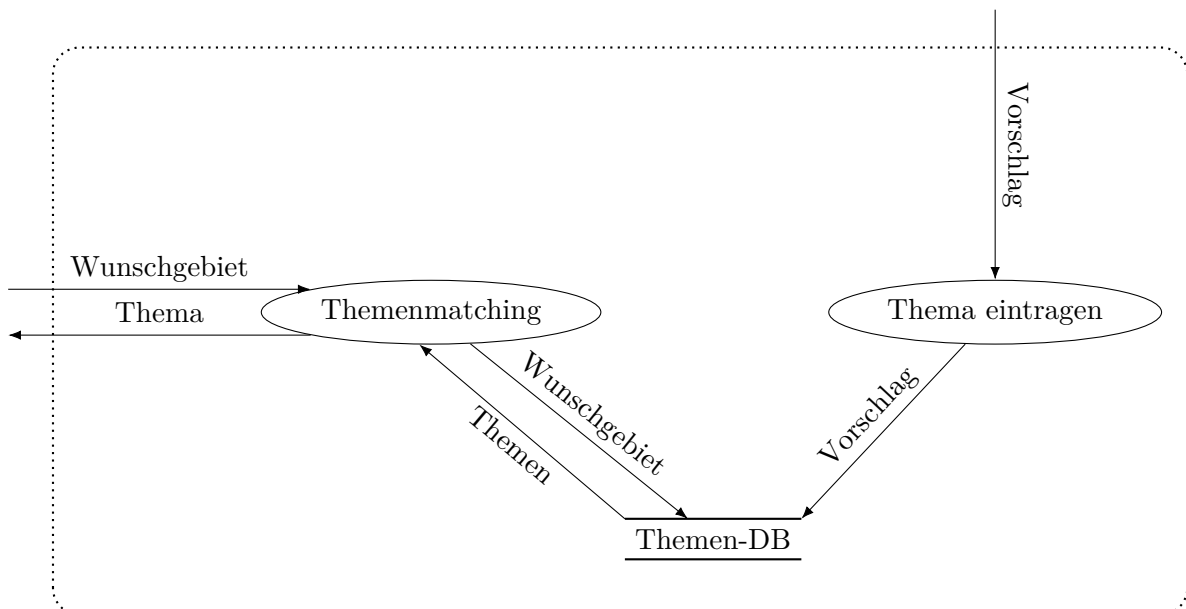 Vorschlag
Wunschgebiet
Thema
Themenmatching
Thema eintragen
Wunschgebiet
Themen
Vorschlag
Themen-DB